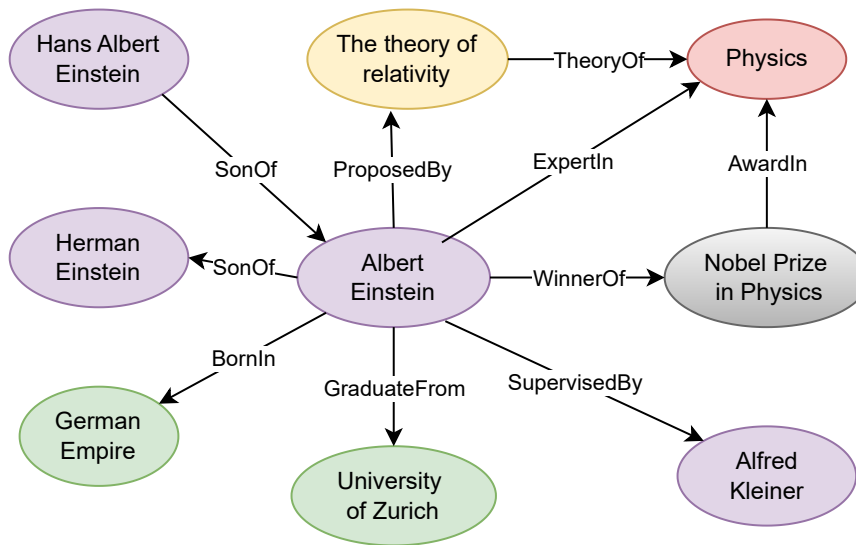 Hans Albert
Einstein
The theory of
relativity
TheoryOf
Physics
SonOf
ProposedBy
ExpertIn
AwardIn
Herman
Einstein
SonOf
Albert
Einstein
WinnerOf
Nobel Prize
in Physics
BornIn
GraduateFrom
SupervisedBy
German
Empire
University
of Zurich
Alfred
Kleiner